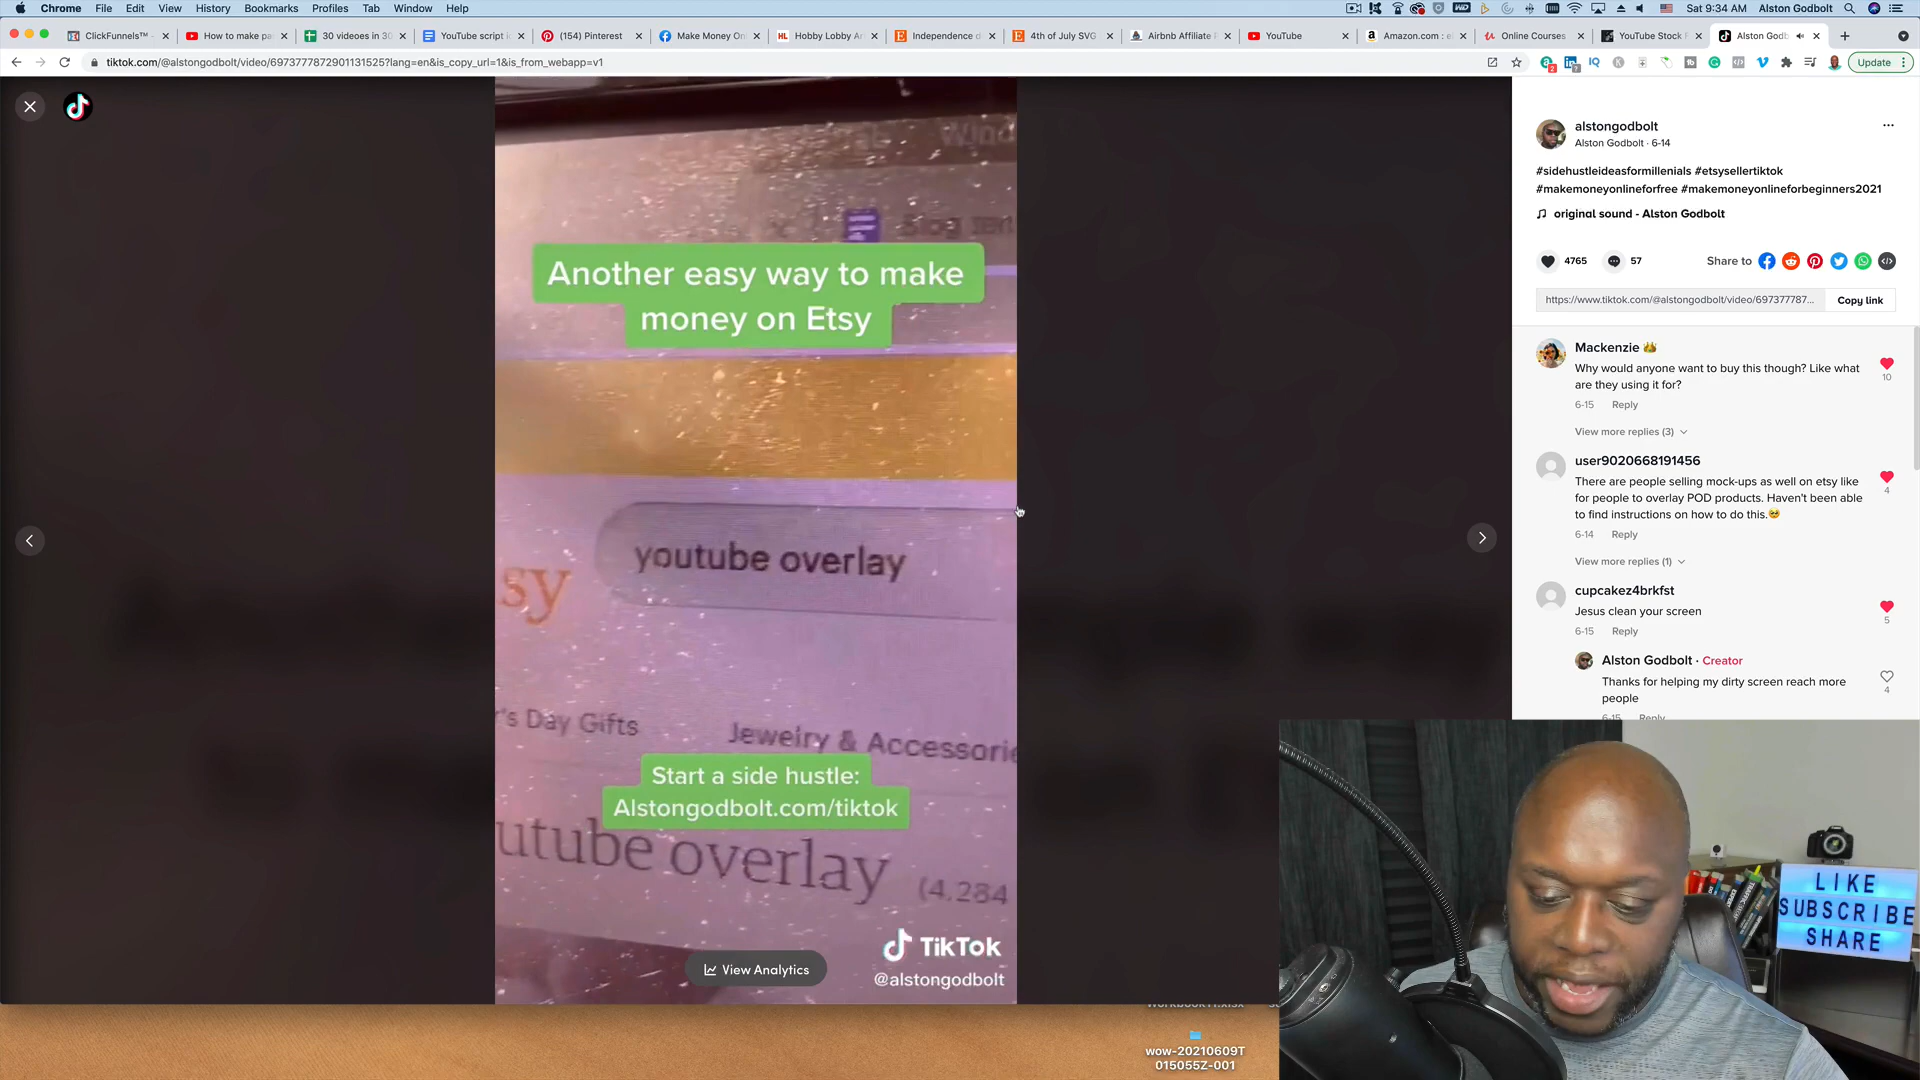 Chrome File Edit View History Bookmarks Profiles Tab Window Help
Sat 9:34 AM Alston Godbolt
ClickFunnels™
How to make pa
30 videoes in 30
YouTube script i
(154) Pinterest
Make Money On
Hobby Lobby Ar
Independence d
4th of July SVG
Airbnb Affiliate
YouTube
Amazon.com : e
Online Courses
YouTube Stock F
Alston Godb
tiktok.com/@alstongodbolt/video/6973777872901131525?lang=en&is_copy_url=1&is_from_webapp=v1
Update
Another easy way to make
money on Etsy
youtube overlay
sy
r's Day Gifts
Jewelry & Accessorie
Start a side hustle:
Alstongodbolt.com/tiktok
utube overlay
(4,284
View Analytics
TikTok
@alstongodbolt
alstongodbolt
Alston Godbolt · 6-14
#sidehustleideasformillenials #etsysellertiktok
#makemoneyonlineforfree #makemoneyonlineforbeginners2021
original sound - Alston Godbolt
4765
57
Share to
https://www.tiktok.com/@alstongodbolt/video/697377787...
Copy link
Mackenzie
Why would anyone want to buy this though? Like what
are they using it for?
10
6-15 Reply
View more replies (3)
user9020668191456
There are people selling mock-ups as well on etsy like
for people to overlay POD products. Haven't been able
to find instructions on how to do this.🥺
4
6-14 Reply
View more replies (1)
cupcakez4brkfst
Jesus clean your screen
5
6-15 Reply
Alston Godbolt · Creator
Thanks for helping my dirty screen reach more
people
4
6-15 Reply
LIKE
SUBSCRIBE
SHARE
wow-20210609T
015055Z-001